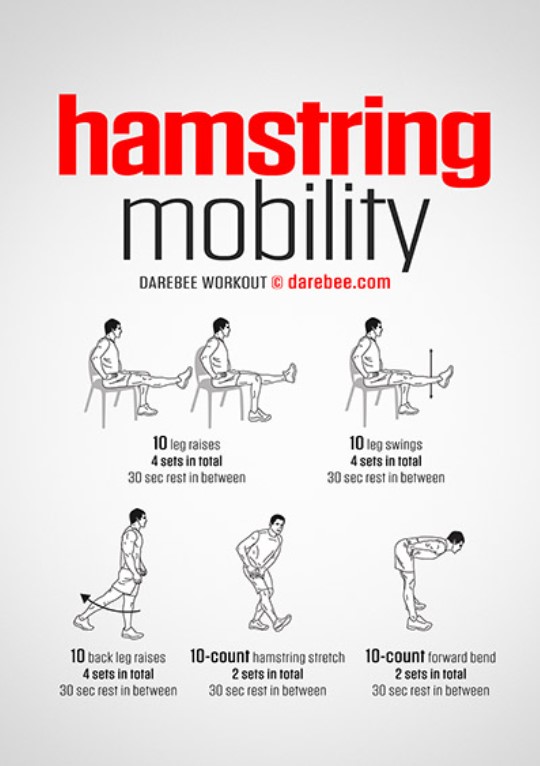 hamstring
mobility
DAREBEE WORKOUT © darebee.com
10 leg raises
4 sets in total
30 sec rest in between
10 leg swings
4 sets in total
30 sec rest in between
10 back leg raises
4 sets in total
30 sec rest in between
10-count hamstring stretch
2 sets in total
30 sec rest in between
10-count forward bend
2 sets in total
30 sec rest in between